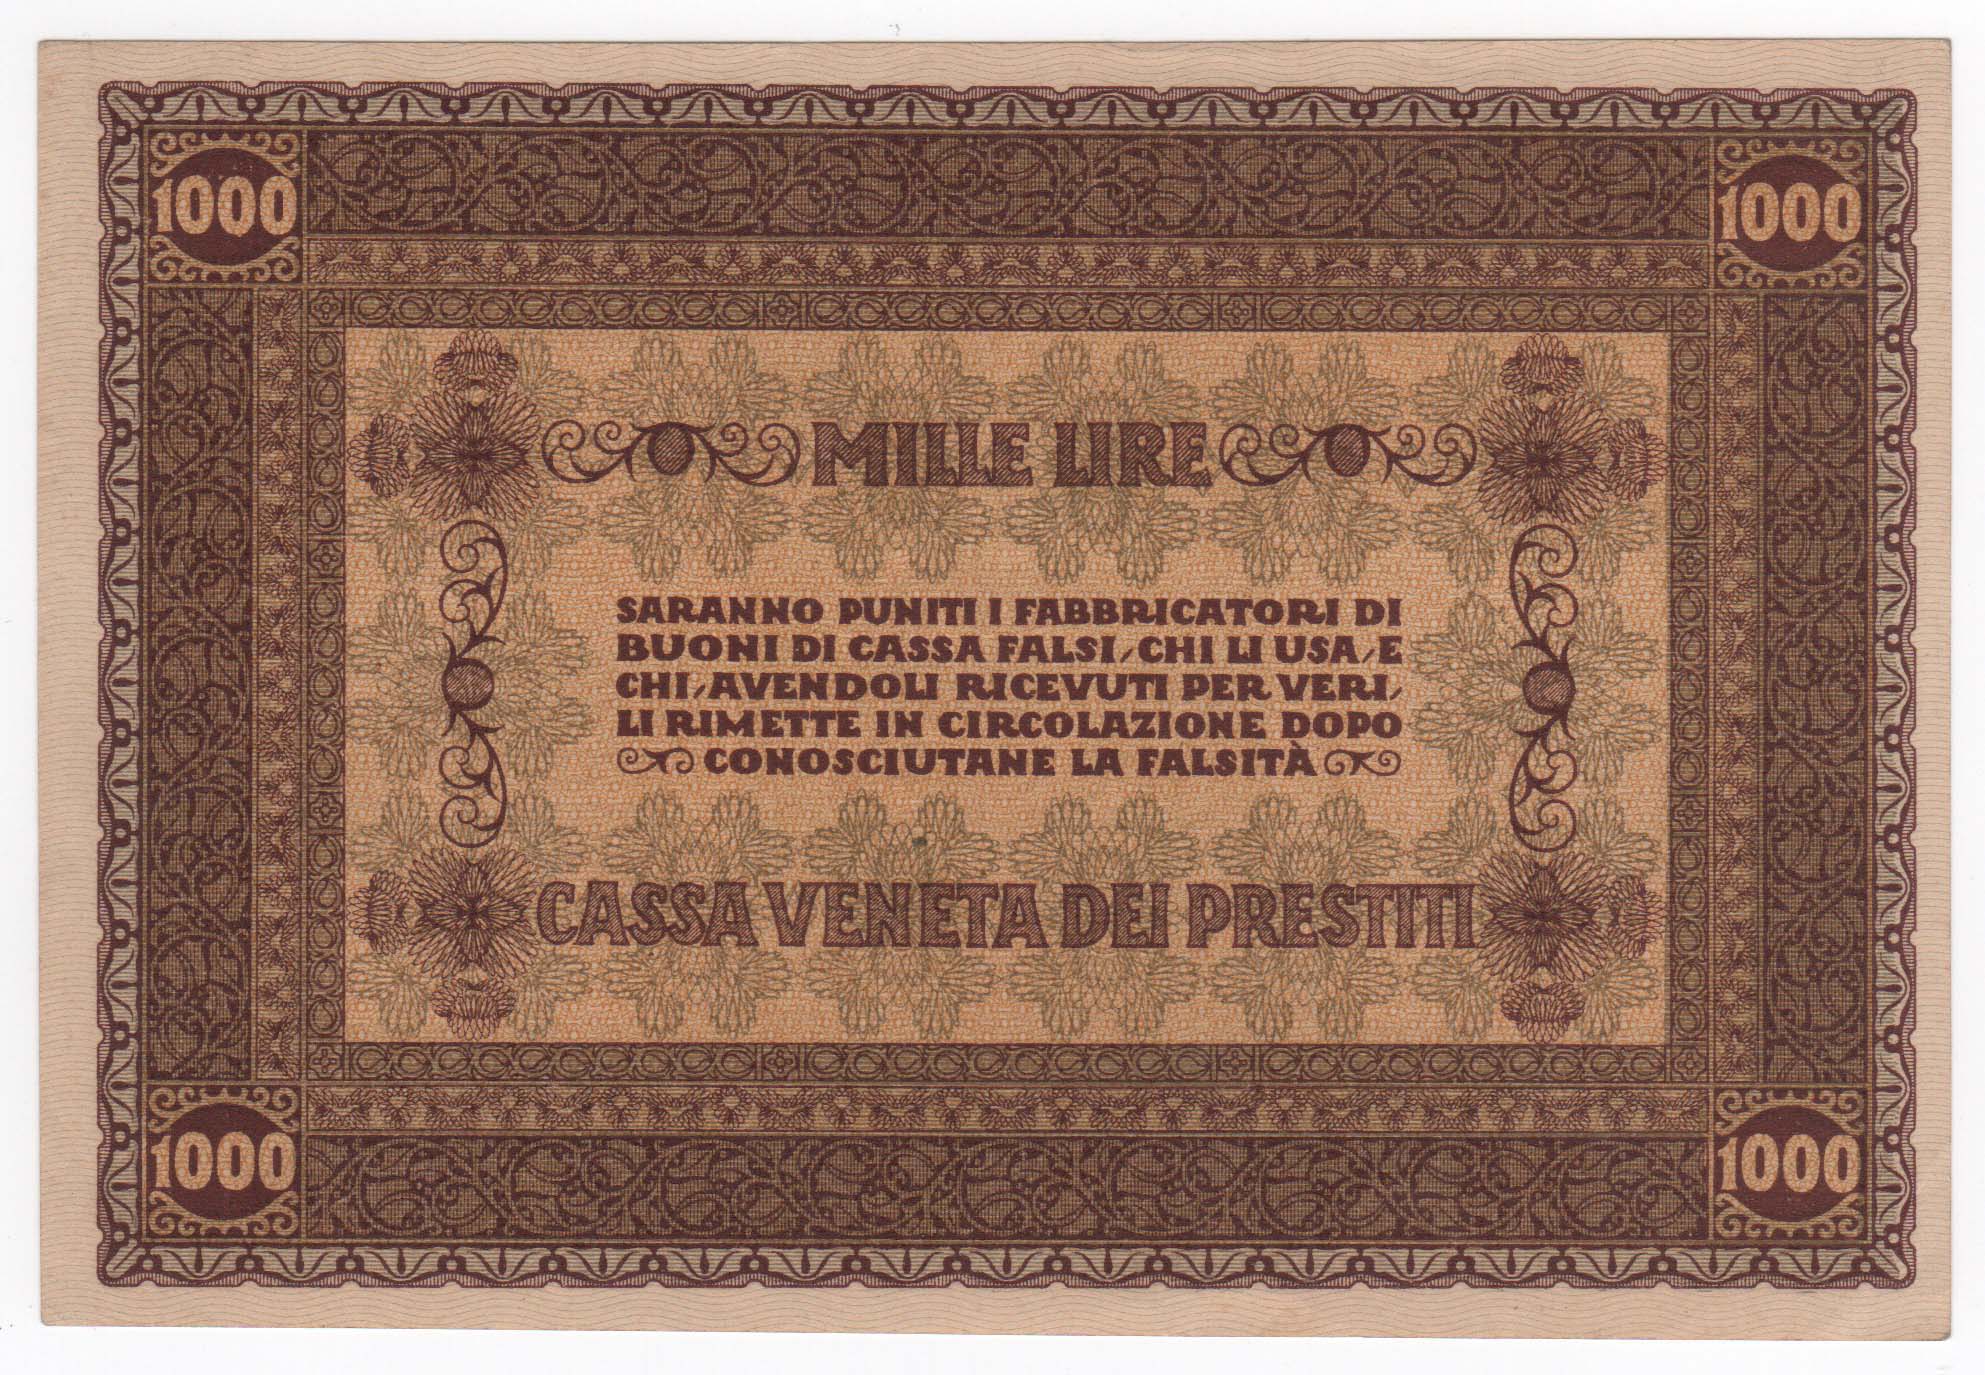 1000 1000
MILLE LIRE
SARANNO PUNITI I FABBRICATORI DI
BUONI DI CASSA FALSI, CHI LI USA, E
CHI, AVENDOLI RICEVUTI PER VERI,
LI RIMETTE IN CIRCOLAZIONE DOPO
CONOSCIUTANE LA FALSITÀ
CASSA VENETA DEI PRESTITI
1000 1000